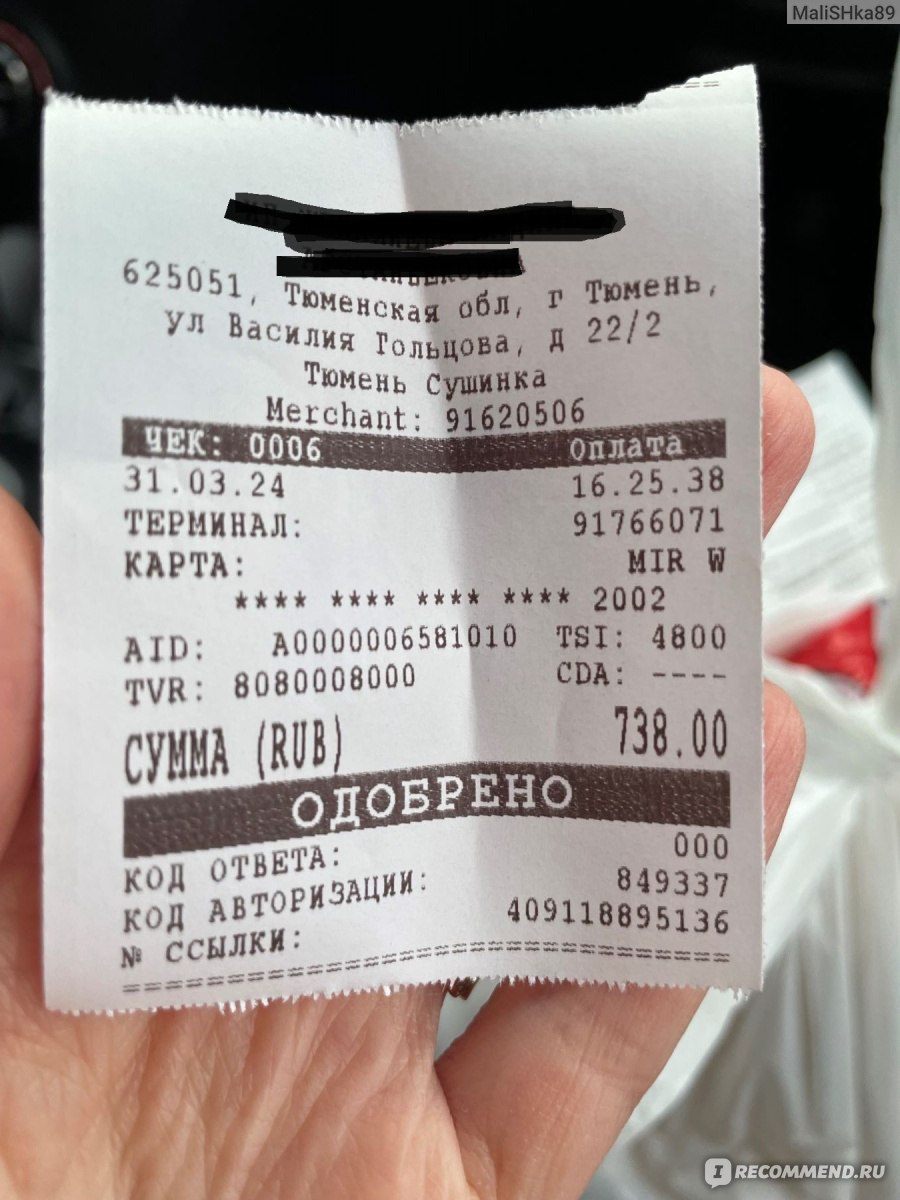 MaliSHka89
625051, Тюменская обл, г Тюмень,
ул Василия Гольцова, д 22/2
Тюмень Сушинка
Merchant: 91620506
ЧЕК: 0006 Оплата
31.03.24 16.25.38
ТЕРМИНАЛ: 91766071
КАРТА: MIR W
**** **** **** **** 2002
AID: A0000006581010 TSI: 4800
TVR: 8080008000 CDA: ----
СУММА (RUB) 738.00
ОДОБРЕНО
КОД ОТВЕТА: 000
КОД АВТОРИЗАЦИИ: 849337
№ ССЫЛКИ: 409118895136
IRECOMMEND.RU